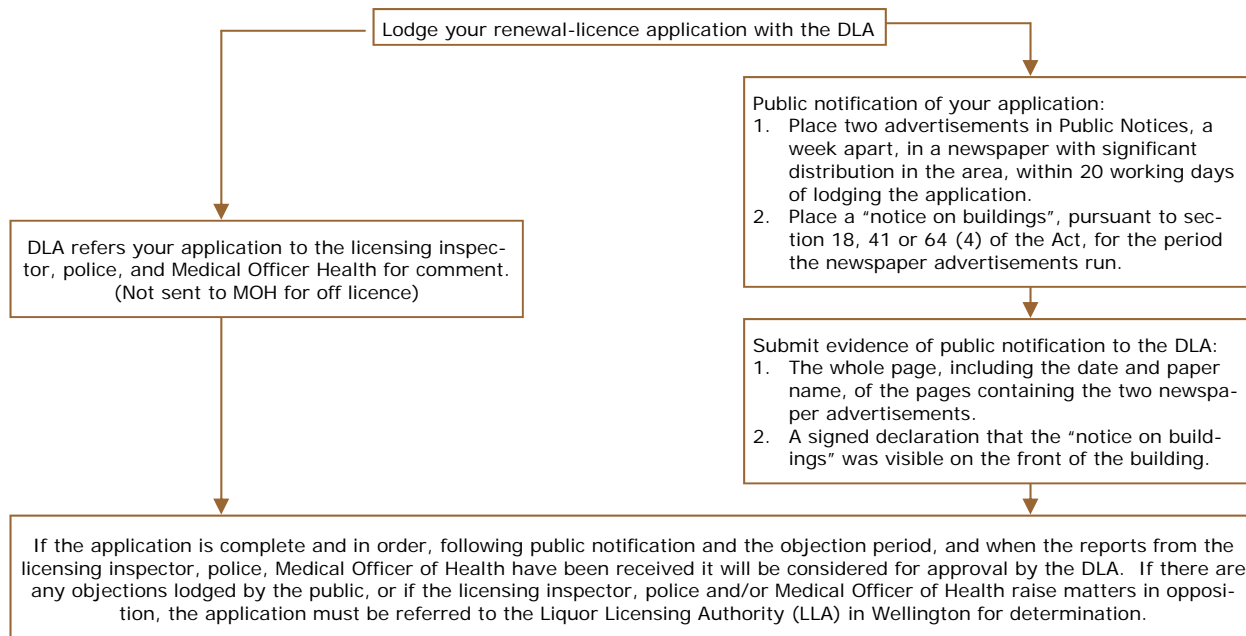 Lodge your renewal-licence application with the DLA
DLA refers your application to the licensing inspec-
tor, police, and Medical Officer Health for comment.
(Not sent to MOH for off licence)
Public notification of your application:
1. Place two advertisements in Public Notices, a
week apart, in a newspaper with significant
distribution in the area, within 20 working days
of lodging the application.
2. Place a “notice on buildings”, pursuant to sec-
tion 18, 41 or 64 (4) of the Act, for the period
the newspaper advertisements run.
Submit evidence of public notification to the DLA:
1. The whole page, including the date and paper
name, of the pages containing the two newspa-
per advertisements.
2. A signed declaration that the “notice on build-
ings” was visible on the front of the building.
If the application is complete and in order, following public notification and the objection period, and when the reports from the
licensing inspector, police, Medical Officer of Health have been received it will be considered for approval by the DLA. If there are
any objections lodged by the public, or if the licensing inspector, police and/or Medical Officer of Health raise matters in opposi-
tion, the application must be referred to the Liquor Licensing Authority (LLA) in Wellington for determination.